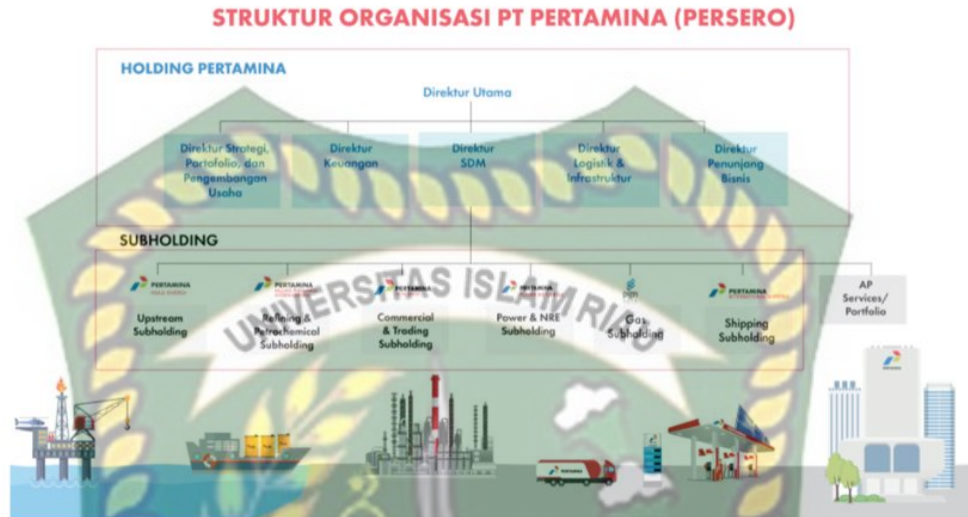 STRUKTUR ORGANISASI PT PERTAMINA (PERSERO)
HOLDING PERTAMINA
Direktur Utama
Direktur Strategi,
Portofolio, dan
Pengembangan
Usaha
Direktur
Keuangan
Direktur
SDM
Direktur
Logistik &
Infrastruktur
Direktur
Penunjang
Bisnis
SUBHOLDING
PERTAMINA
Upstream
Subholding
PERTAMINA
Refining &
Petrochemical
Subholding
PERTAMINA
Commercial
& Trading
Subholding
PERTAMINA
Power & NRE
Subholding
pgn
Gas
Subholding
PERTAMINA
Shipping
Subholding
AP
Services/
Portfolio
UNIVERSITAS ISLAM RIAU
PERTAMINA
PERTAMINA